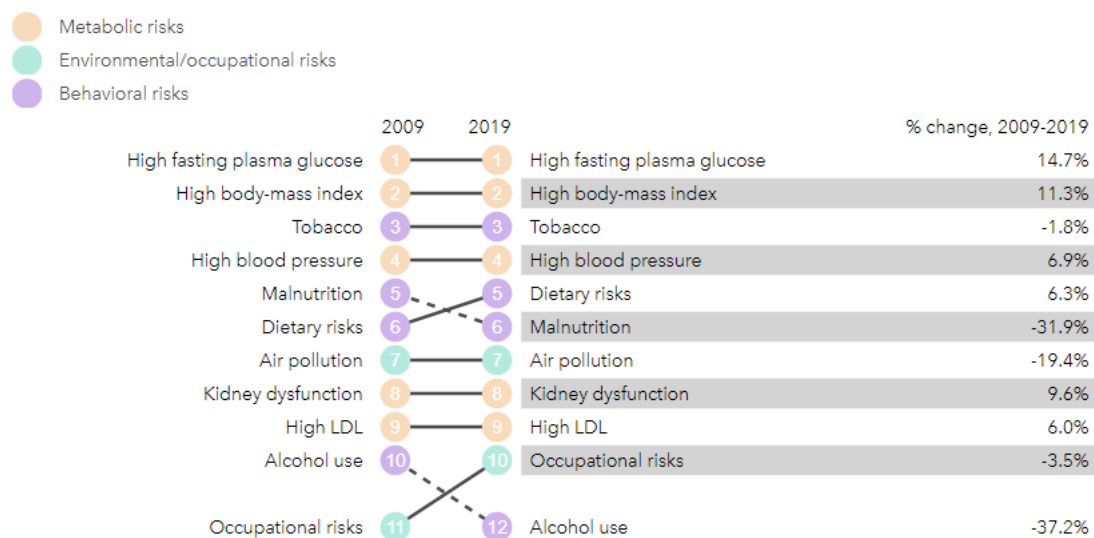 Metabolic risks
Environmental/occupational risks
Behavioral risks
2009 2019 % change, 2009-2019
High fasting plasma glucose 1 1 High fasting plasma glucose 14.7%
High body-mass index 2 2 High body-mass index 11.3%
Tobacco 3 3 Tobacco -1.8%
High blood pressure 4 4 High blood pressure 6.9%
Malnutrition 5 5 Dietary risks 6.3%
Dietary risks 6 6 Malnutrition -31.9%
Air pollution 7 7 Air pollution -19.4%
Kidney dysfunction 8 8 Kidney dysfunction 9.6%
High LDL 9 9 High LDL 6.0%
Alcohol use 10 10 Occupational risks -3.5%
Occupational risks 11 12 Alcohol use -37.2%